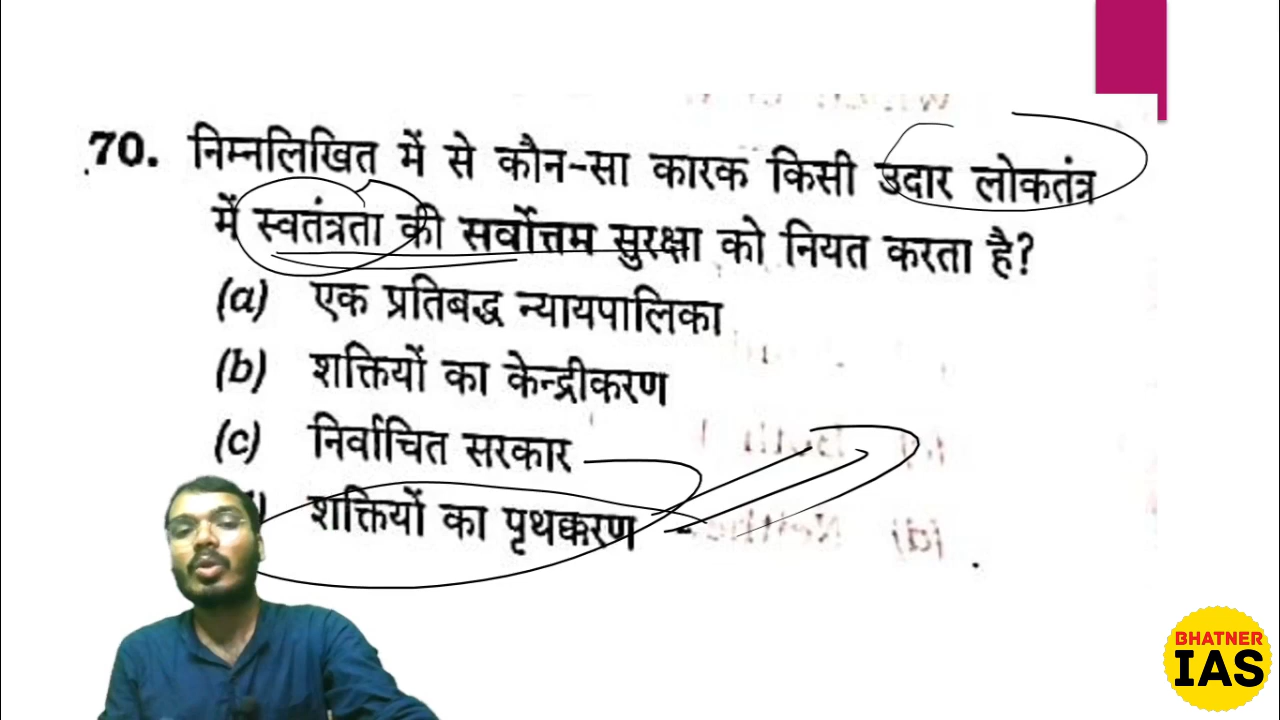 70. निम्नलिखित में से कौन-सा कारक किसी उदार लोकतंत्र
में स्वतंत्रता की सर्वोत्तम सुरक्षा को नियत करता है?
(a) एक प्रतिबद्ध न्यायपालिका
(b) शक्तियों का केन्द्रीकरण
(c) निर्वाचित सरकार
शक्तियों का पृथक्करण
BHATNER
IAS